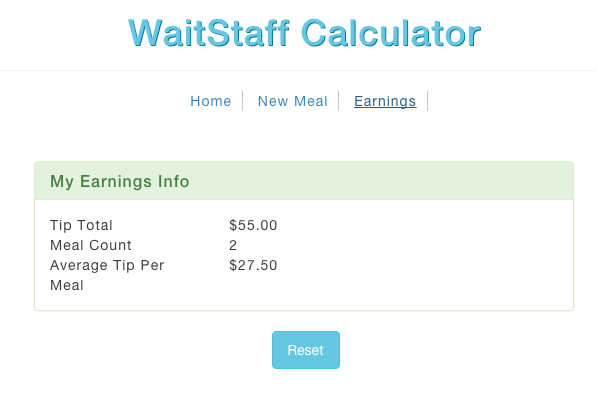 WaitStaff Calculator
Home New Meal Earnings
My Earnings Info
Tip Total $55.00
Meal Count 2
Average Tip Per $27.50
Meal
Reset